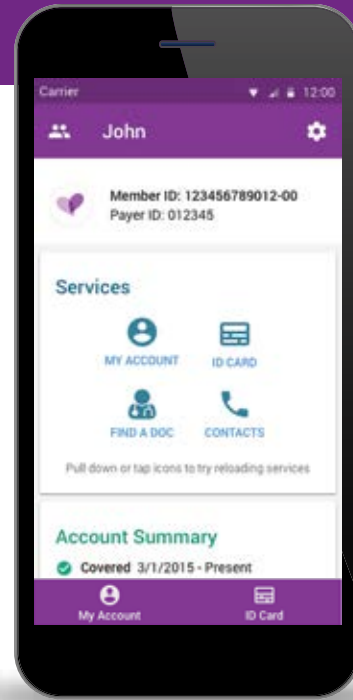 Carrier 12:00
John
Member ID: 123456789012-00
Payer ID: 012345
Services
MY ACCOUNT ID CARD
FIND A DOC CONTACTS
Pull down or tap icons to try reloading services
Account Summary
Covered 3/1/2015 - Present
My Account ID Card